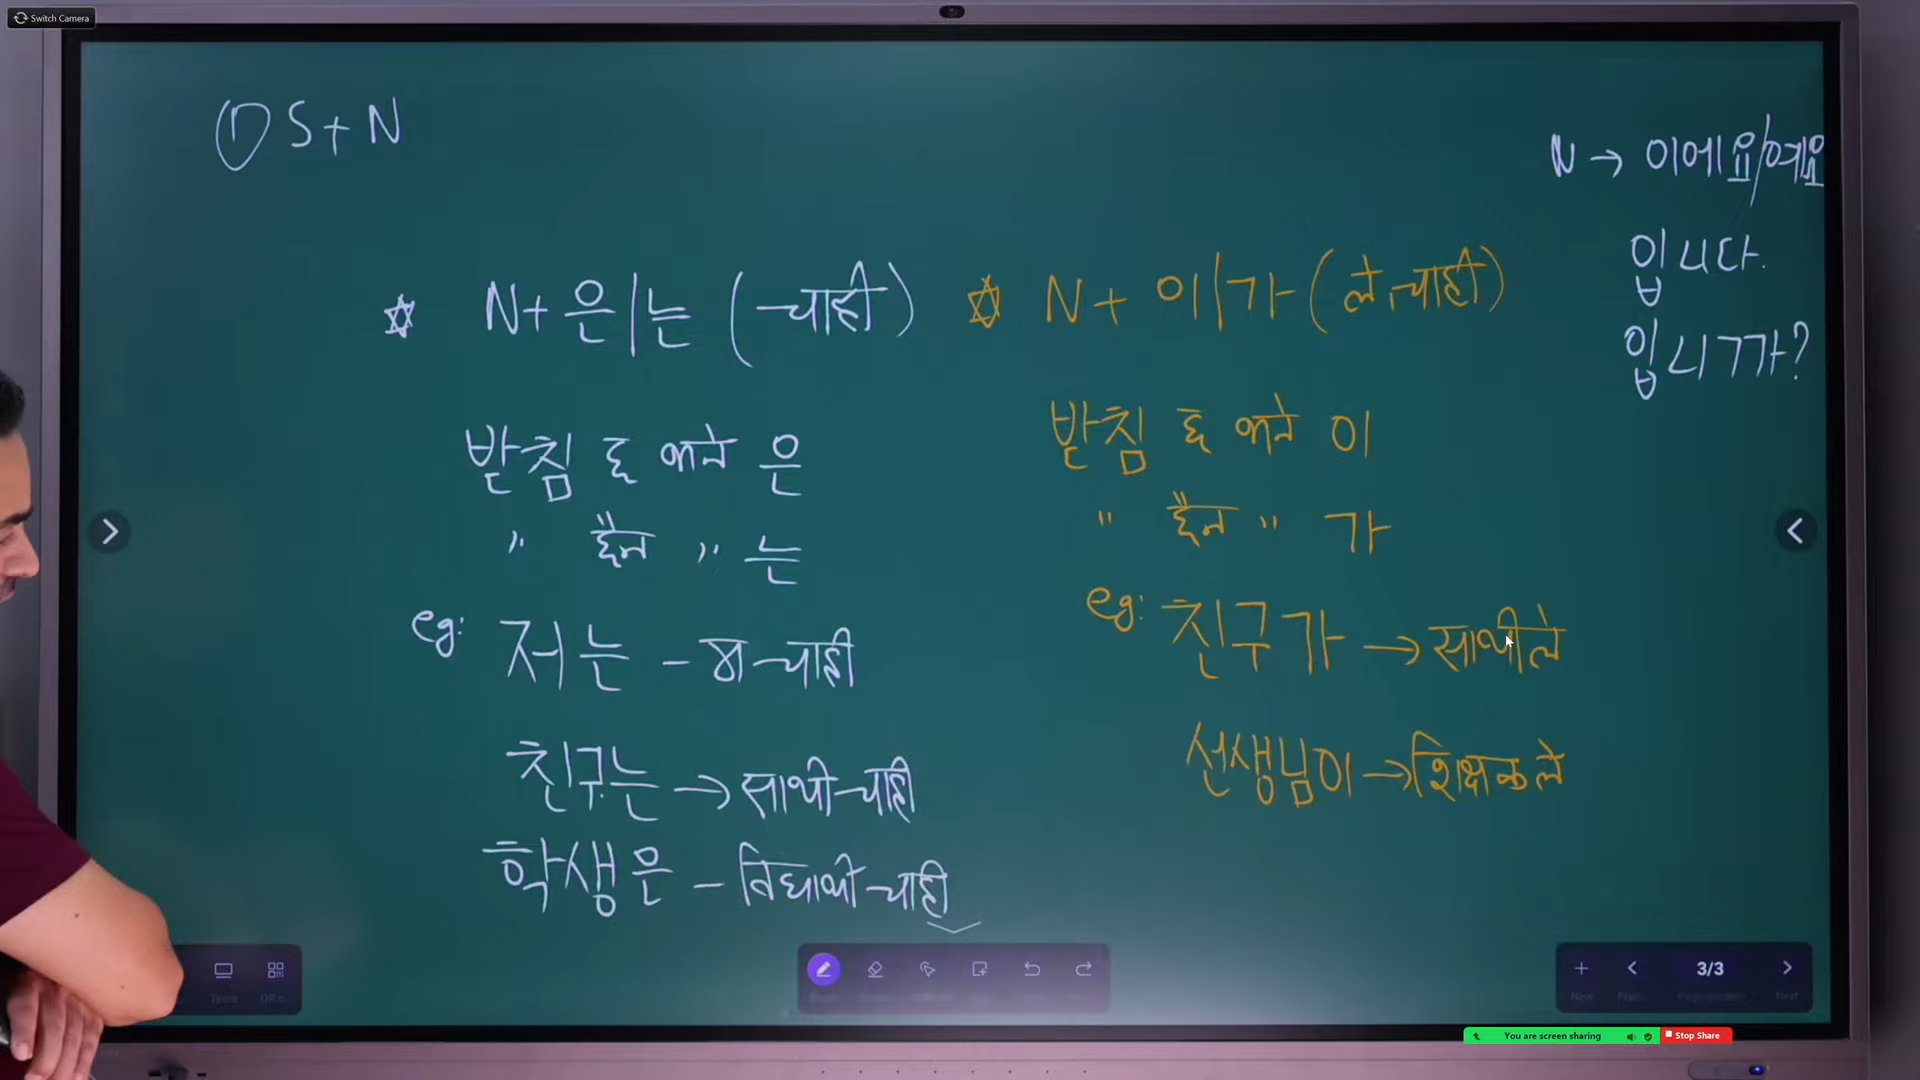 Switch Camera
① S+N
N → 이에요/예요
입니다.
입니까?
☆ N+ 은/는 (चाही)
받침 छ भने 은
" छैन " 는
eg: 저는 - म चाही
친구는 → साथी चाही
학생은 - विधार्थी चाही
☆ N+ 이/가 (ले, चाही)
받침 छ भने 이
" छैन " 가
eg: 친구가 → साथीले
선생님이 → शिक्षकले
3/3
You are screen sharing
Stop Share